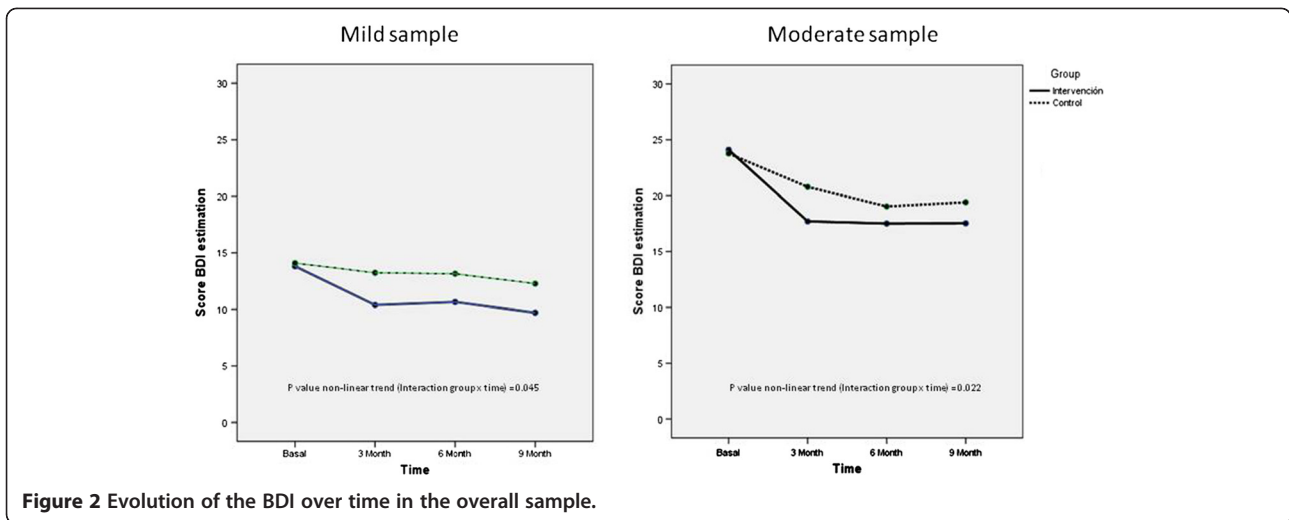 Mild sample
Moderate sample
Score BDI estimation
30
25
20
15
10
5
0
P value non-linear trend (Interaction group x time) =0.045
Basal
3 Month
6 Month
9 Month
Time
Score BDI estimation
30
25
20
15
10
5
0
P value non-linear trend (Interaction group x time) =0.022
Basal
3 Month
6 Month
9 Month
Time
Group
Intervención
Control
Figure 2 Evolution of the BDI over time in the overall sample.